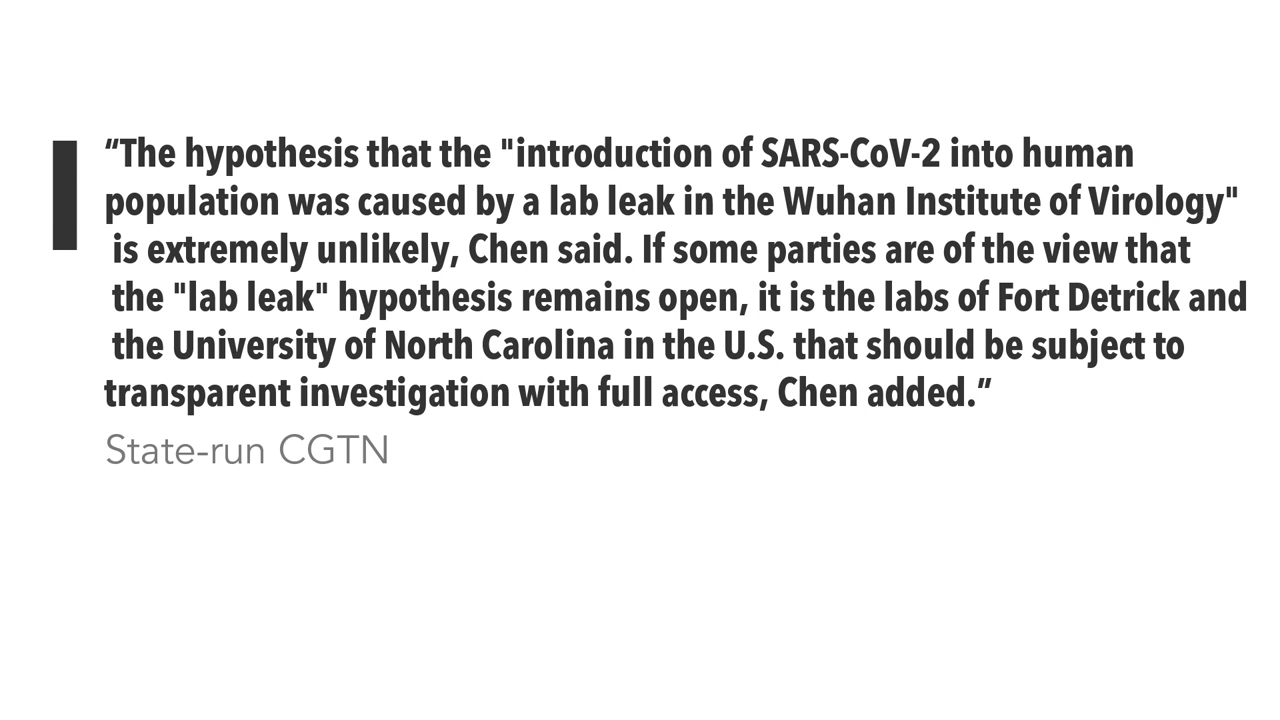 “The hypothesis that the "introduction of SARS-CoV-2 into human
population was caused by a lab leak in the Wuhan Institute of Virology"
is extremely unlikely, Chen said. If some parties are of the view that
the "lab leak" hypothesis remains open, it is the labs of Fort Detrick and
the University of North Carolina in the U.S. that should be subject to
transparent investigation with full access, Chen added.”
State-run CGTN